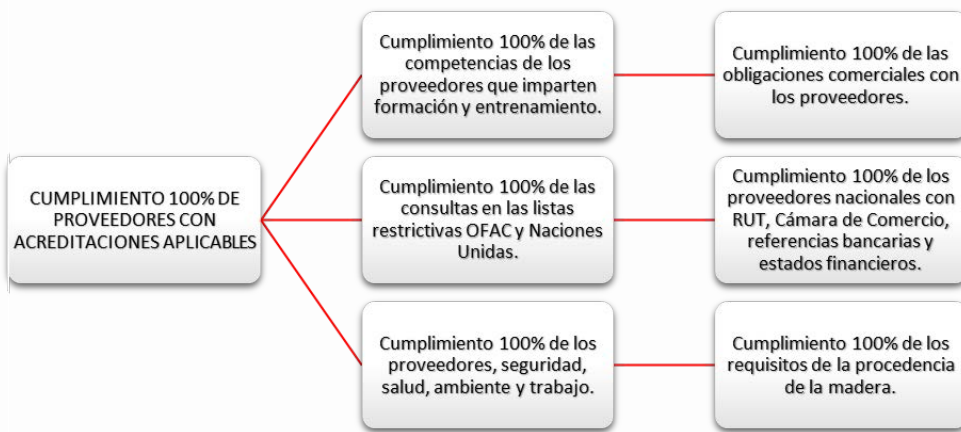 CUMPLIMIENTO 100% DE
PROVEEDORES CON
ACREDITACIONES APLICABLES
Cumplimiento 100% de las
competencias de los
proveedores que imparten
formación y entrenamiento.
Cumplimiento 100% de las
obligaciones comerciales con
los proveedores.
Cumplimiento 100% de las
consultas en las listas
restrictivas OFAC y Naciones
Unidas.
Cumplimiento 100% de los
proveedores nacionales con
RUT, Cámara de Comercio,
referencias bancarias y
estados financieros.
Cumplimiento 100% de los
proveedores, seguridad,
salud, ambiente y trabajo.
Cumplimiento 100% de los
requisitos de la procedencia
de la madera.